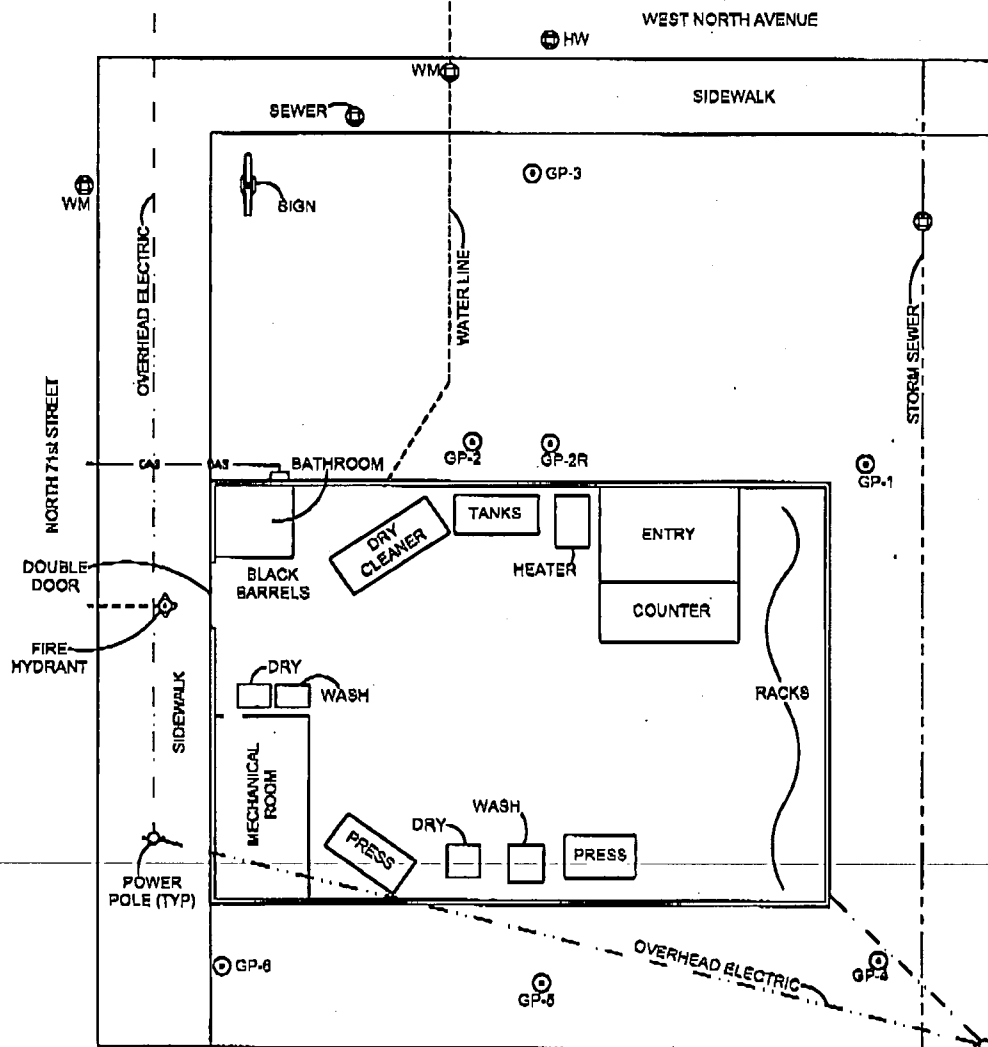 WEST NORTH AVENUE
HW
WM
SIDEWALK
SEWER
GP-3
WM
SIGN
OVERHEAD ELECTRIC
WATER LINE
STORM SEWER
NORTH 71st STREET
GAS
GAS
BATHROOM
GP-2
GP-2R
GP-1
TANKS
DRY
CLEANER
ENTRY
HEATER
DOUBLE
DOOR
BLACK
BARRELS
COUNTER
FIRE
HYDRANT
DRY
WASH
RACKS
SIDEWALK
MECHANICAL
ROOM
WASH
DRY
PRESS
PRESS
POWER
POLE (TYP)
OVERHEAD ELECTRIC
GP-6
GP-5
GP-4